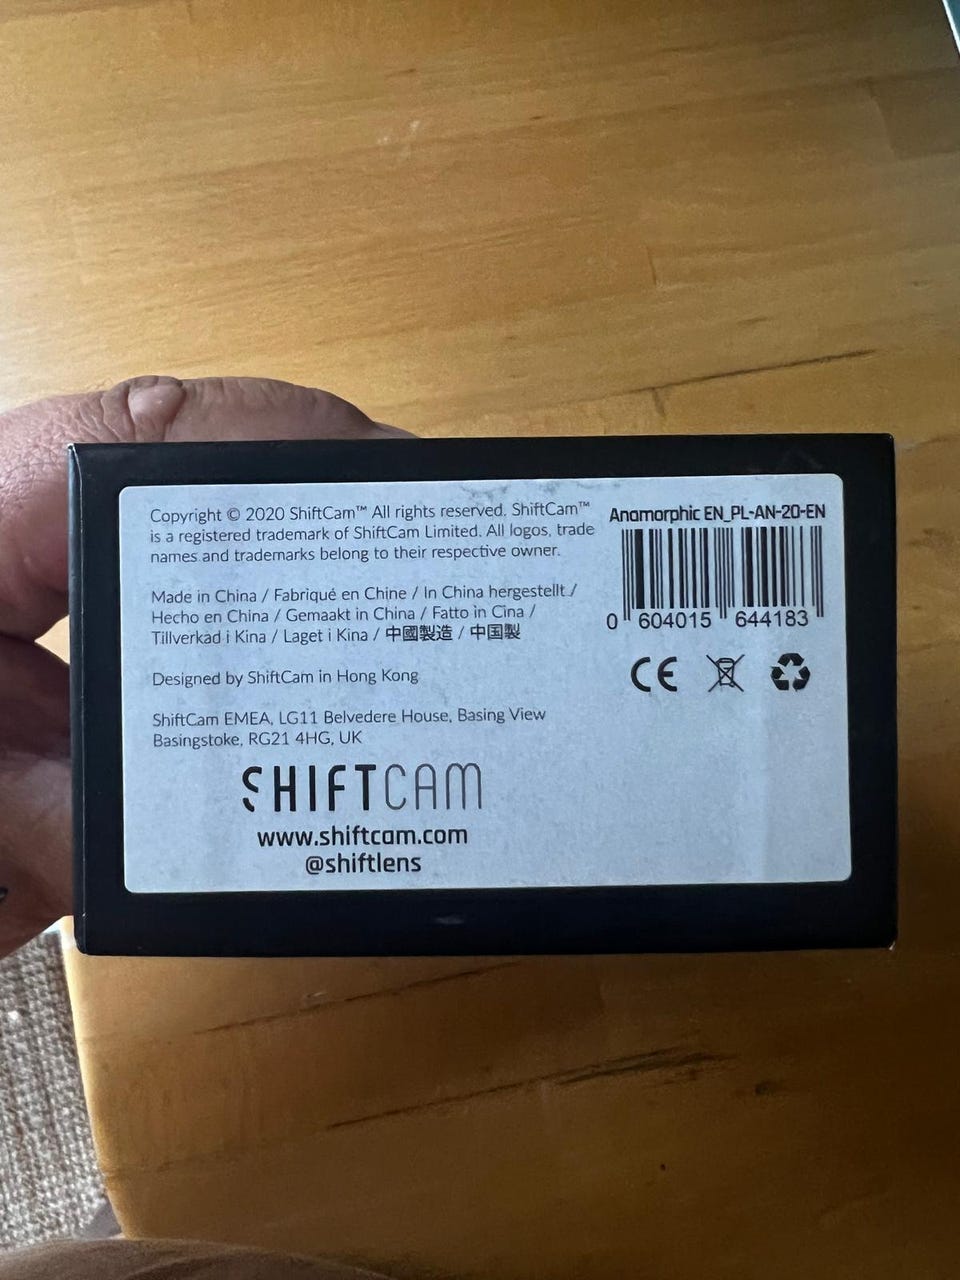 Copyright © 2020 ShiftCam™ All rights reserved. ShiftCam™
is a registered trademark of ShiftCam Limited. All logos, trade
names and trademarks belong to their respective owner.
Made in China / Fabriqué en Chine / In China hergestellt /
Hecho en China / Gemaakt in China / Fatto in Cina /
Tillverkad i Kina / Laget i Kina / 中國製造 / 中国製
Designed by ShiftCam in Hong Kong
ShiftCam EMEA, LG11 Belvedere House, Basing View
Basingstoke, RG21 4HG, UK
SHIFTCAM
www.shiftcam.com
@shiftlens
Anamorphic EN_PL-AN-20-EN
0 604015 644183
CE